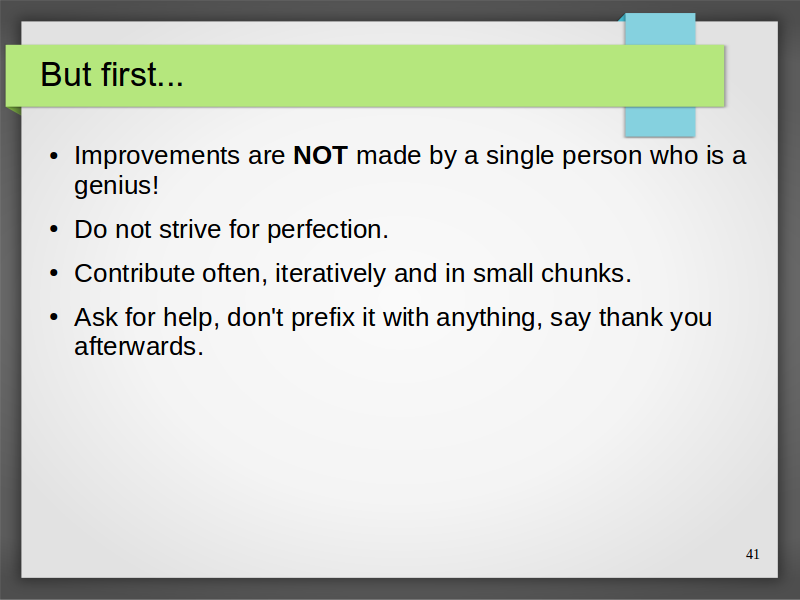 But first...
• Improvements are NOT made by a single person who is a
genius!
• Do not strive for perfection.
• Contribute often, iteratively and in small chunks.
• Ask for help, don't prefix it with anything, say thank you
afterwards.
41